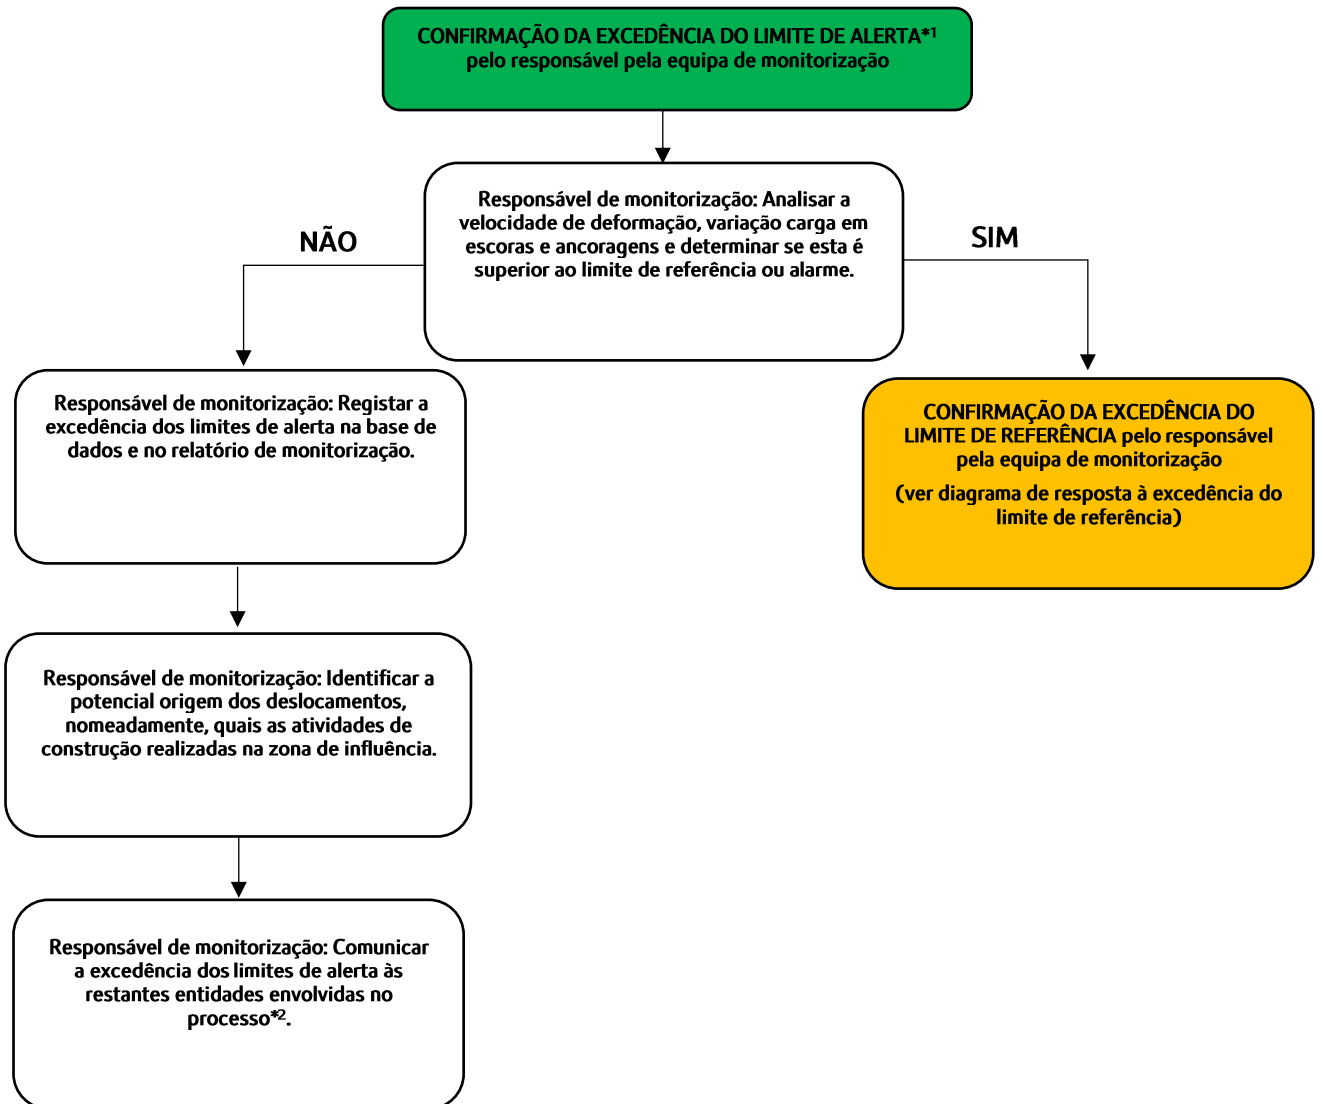 CONFIRMAÇÃO DA EXCEDÊNCIA DO LIMITE DE ALERTA*1
pelo responsável pela equipa de monitorização
Responsável de monitorização: Analisar a
velocidade de deformação, variação carga em
escoras e ancoragens e determinar se esta é
superior ao limite de referência ou alarme.
NÃO
SIM
Responsável de monitorização: Registar a
excedência dos limites de alerta na base de
dados e no relatório de monitorização.
CONFIRMAÇÃO DA EXCEDÊNCIA DO
LIMITE DE REFERÊNCIA pelo responsável
pela equipa de monitorização
(ver diagrama de resposta à excedência do
limite de referência)
Responsável de monitorização: Identificar a
potencial origem dos deslocamentos,
nomeadamente, quais as atividades de
construção realizadas na zona de influência.
Responsável de monitorização: Comunicar
a excedência dos limites de alerta às
restantes entidades envolvidas no
processo*2.